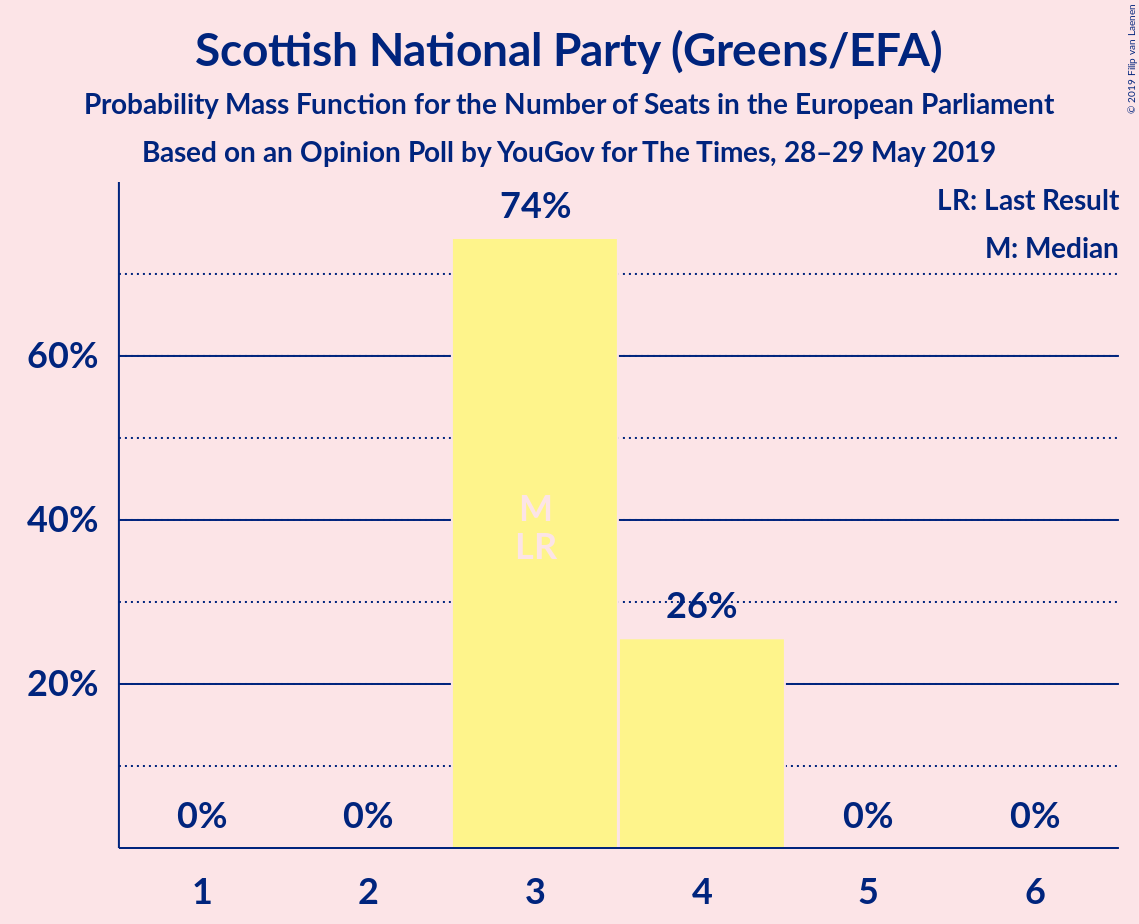 Scottish National Party (Greens/EFA)
Probability Mass Function for the Number of Seats in the European Parliament
Based on an Opinion Poll by YouGov for The Times, 28–29 May 2019
© 2019 Filip van Laenen
LR: Last Result
M: Median
74%
60%
40%
20%
M
LR
26%
0%
0%
0%
0%
1
2
3
4
5
6